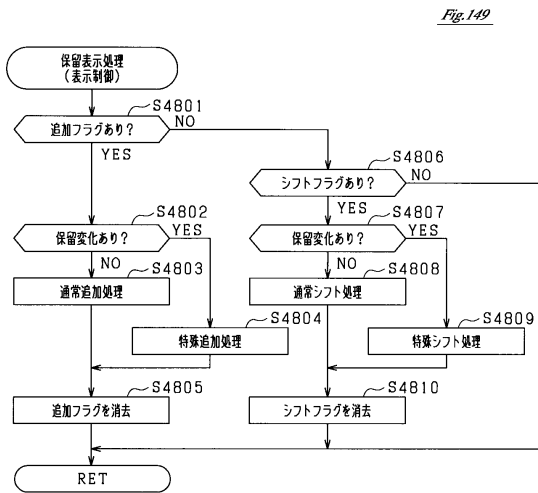 Fig.149
保留表示処理
(表示制御)
S4801
追加フラグあり?
NO
YES
S4806
シフトフラグあり?
NO
YES
S4802
保留変化あり?
YES
NO
S4807
保留変化あり?
YES
NO
S4803
通常追加処理
S4808
通常シフト処理
S4804
特殊追加処理
S4809
特殊シフト処理
S4805
追加フラグを消去
S4810
シフトフラグを消去
RET